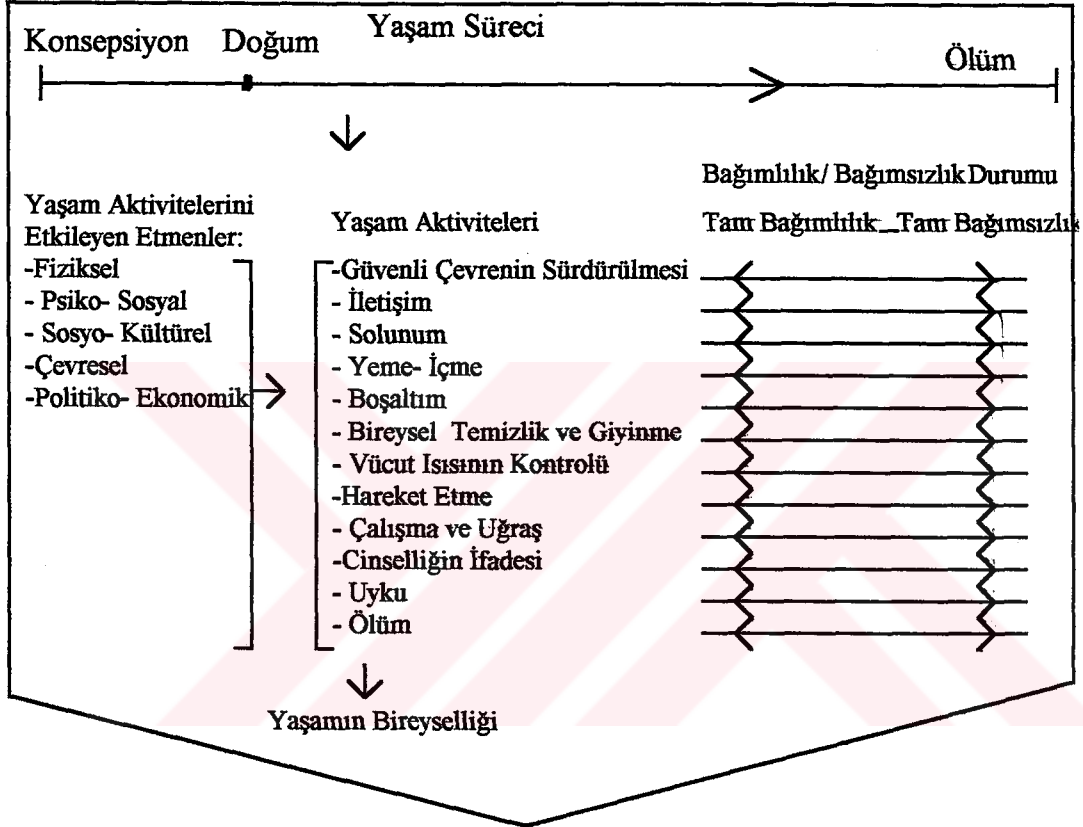 Konsepsiyon Doğum Yaşam Süreci Ölüm
Bağımlılık/ Bağımsızlık Durumu
Tam Bağımlılık Tam Bağımsızlık
Yaşam Aktivitelerini
Etkileyen Etmenler:
-Fiziksel
- Psiko- Sosyal
- Sosyo- Kültürel
-Çevresel
-Politiko- Ekonomik
Yaşam Aktiviteleri
-Güvenli Çevrenin Sürdürülmesi
- İletişim
- Solunum
- Yeme- İçme
- Boşaltım
- Bireysel Temizlik ve Giyinme
- Vücut Isısının Kontrolü
-Hareket Etme
- Çalışma ve Uğraş
-Cinselliğin İfadesi
- Uyku
- Ölüm
Yaşamın Bireyselliği